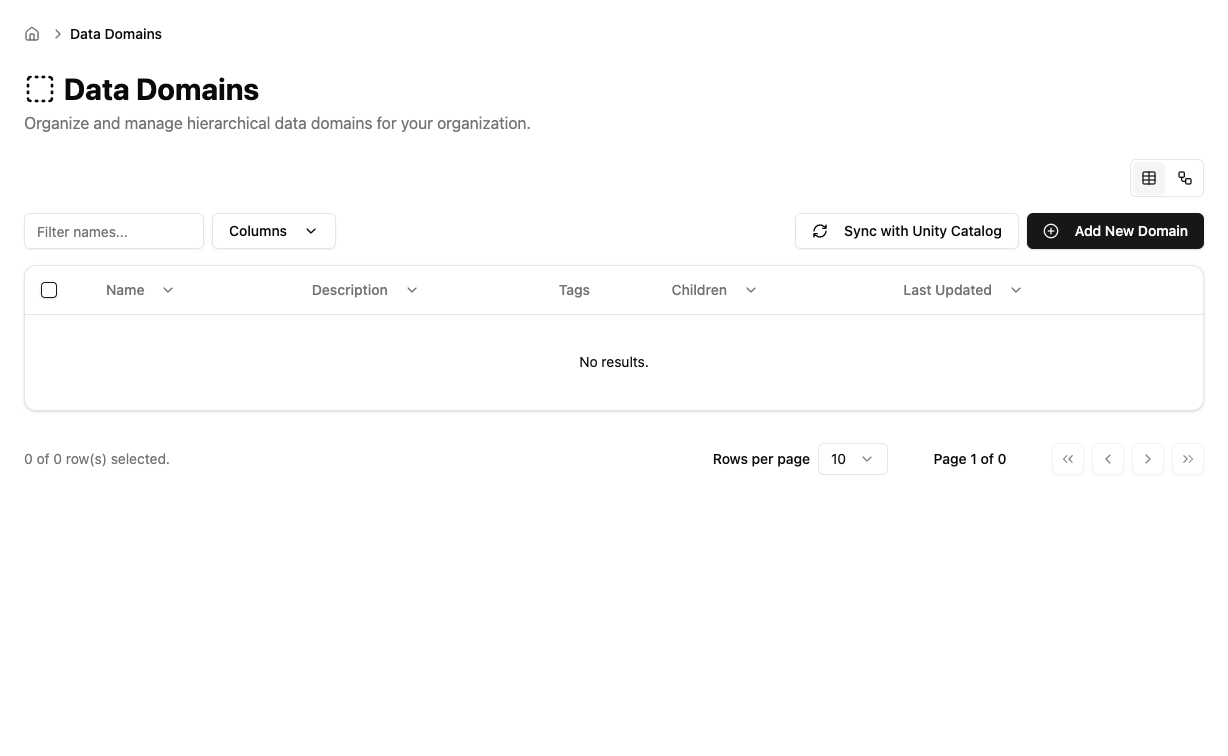 Data Domains
Data Domains
Organize and manage hierarchical data domains for your organization.
Filter names... Columns Sync with Unity Catalog Add New Domain
Name Description Tags Children Last Updated
No results.
0 of 0 row(s) selected. Rows per page 10 Page 1 of 0